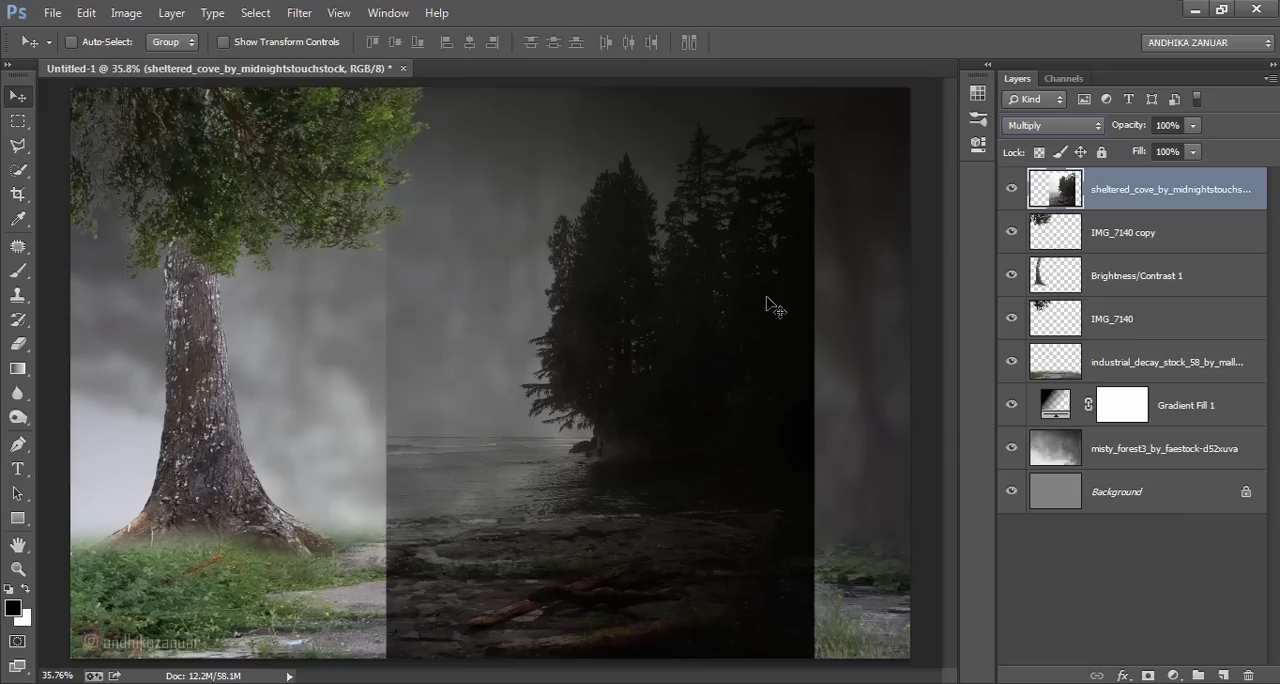 Ps File Edit Image Layer Type Select Filter View Window Help
Auto-Select: Group Show Transform Controls ANDHIKA ZANUAR
Untitled-1 @ 35.8% (sheltered_cove_by_midnightstouchstock, RGB/8) * ×
Layers Channels
Kind
Multiply Opacity: 100%
Lock: Fill: 100%
sheltered_cove_by_midnightstouchs...
IMG_7140 copy
Brightness/Contrast 1
IMG_7140
industrial_decay_stock_58_by_mall...
Gradient Fill 1
misty_forest3_by_faestock-d52xuva
Background
andhikazanuar
35.76% Doc: 12.2M/58.1M